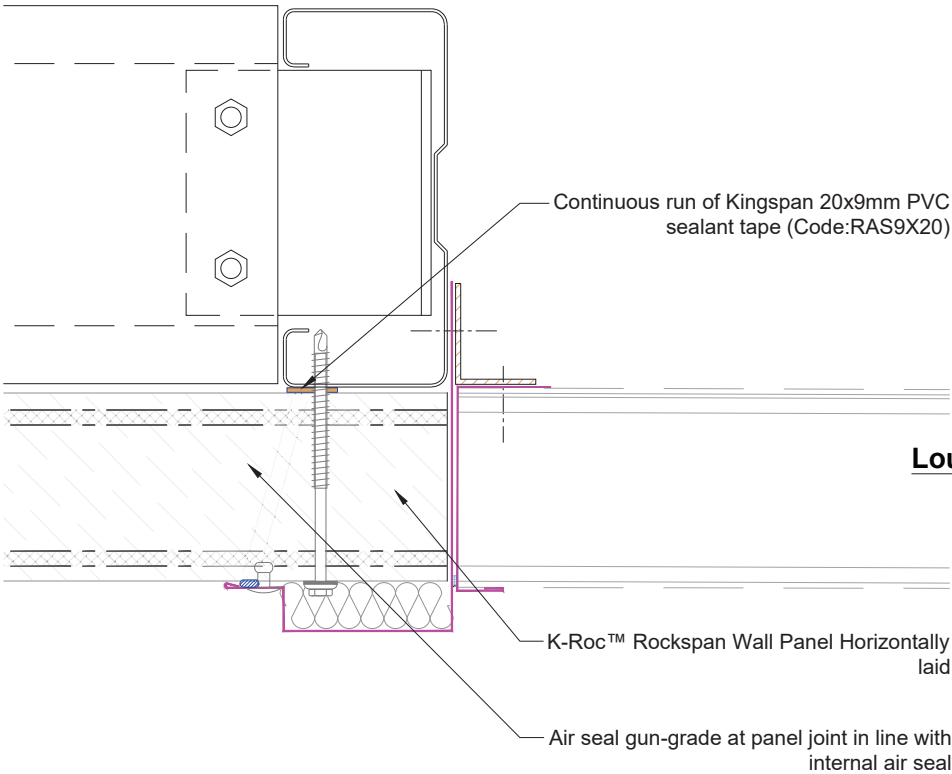 Continuous run of Kingspan 20x9mm PVC
sealant tape (Code:RAS9X20)
Lou
K-Roc™ Rockspan Wall Panel Horizontally
laid
Air seal gun-grade at panel joint in line with
internal air seal